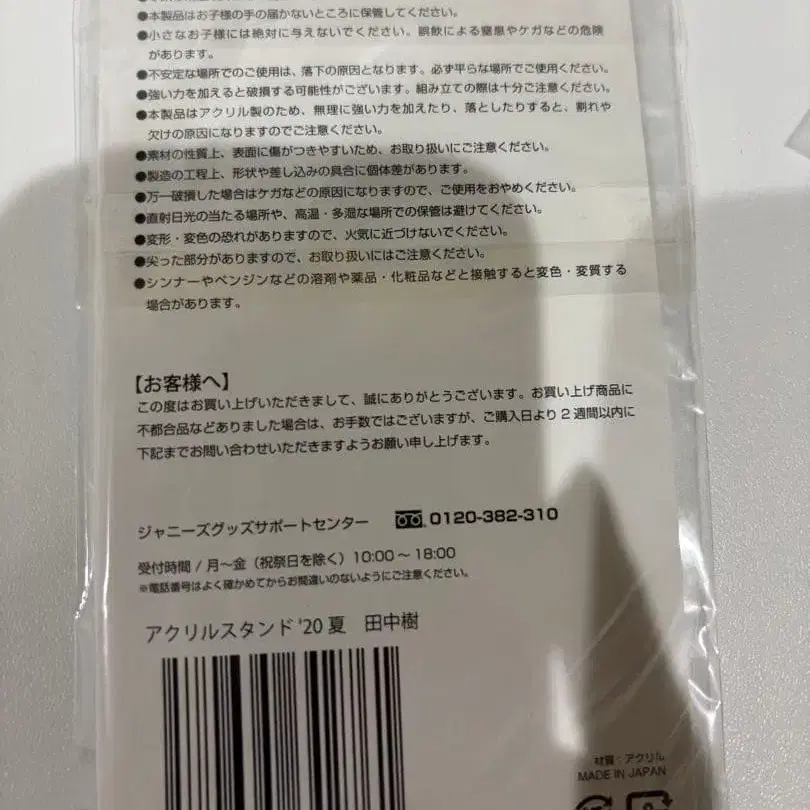 ●本製品はお子様の手の届かないところに保管してください。
●小さなお子様には絶対に与えないでください。誤飲による窒息やケガなどの危険
があります。
●不安定な場所でのご使用は、落下の原因となります。必ず平らな場所でご使用ください。
●強い力を加えると破損する可能性がございます。組み立ての際は十分ご注意ください。
●本製品はアクリル製のため、無理に強い力を加えたり、落としたりすると、割れや
欠けの原因になりますのでご注意ください。
●素材の性質上、表面に傷がつきやすいため、お取り扱いにご注意ください。
●製造の工程上、形状や差し込みの具合に個体差があります。
●万一破損した場合はケガなどの原因になりますので、ご使用をおやめください。
●直射日光の当たる場所や、高温・多湿な場所での保管は避けてください。
●変形・変色の恐れがありますので、火気に近づけないでください。
●尖った部分がありますので、お取り扱いにはご注意ください。
●シンナーやベンジンなどの溶剤や薬品・化粧品などと接触すると変色・変質する
場合があります。
【お客様へ】
この度はお買い上げいただきまして、誠にありがとうございます。お買い上げ商品に
不都合品などありました場合は、お手数ではございますが、ご購入日より2週間以内に
下記までお問い合わせいただきますようお願い申し上げます。
ジャニーズグッズサポートセンター 0120-382-310
受付時間/月〜金(祝祭日を除く)10:00〜18:00
※電話番号はよく確かめてからお間違いのないようにご注意ください。
アクリルスタンド'20夏 田中樹
材質:アクリル
MADE IN JAPAN